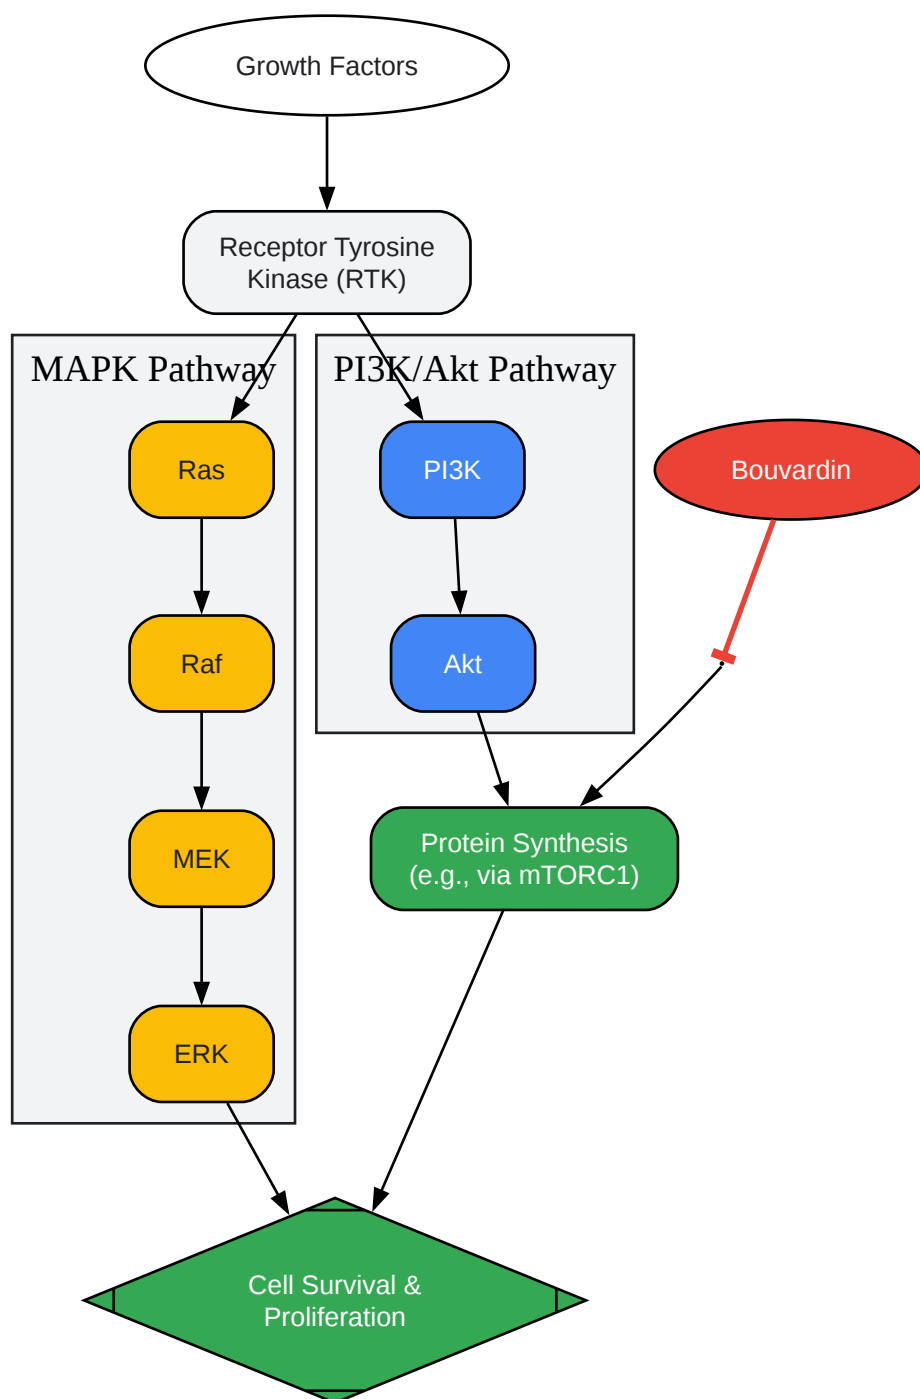 Growth Factors
Receptor Tyrosine
Kinase (RTK)
MAPK Pathway
PI3K/Akt Pathway
Ras
PI3K
Bouvardin
Raf
Akt
MEK
Protein Synthesis
(e.g., via mTORC1)
ERK
Cell Survival &
Proliferation